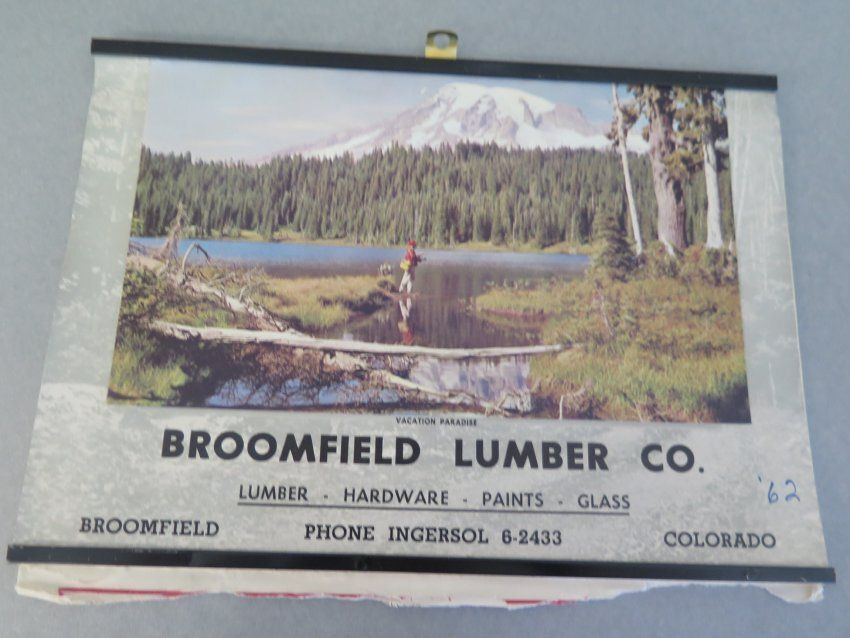 VACATION PARADISE
BROOMFIELD LUMBER CO.
LUMBER - HARDWARE - PAINTS - GLASS
'62
BROOMFIELD PHONE INGERSOL 6-2433 COLORADO